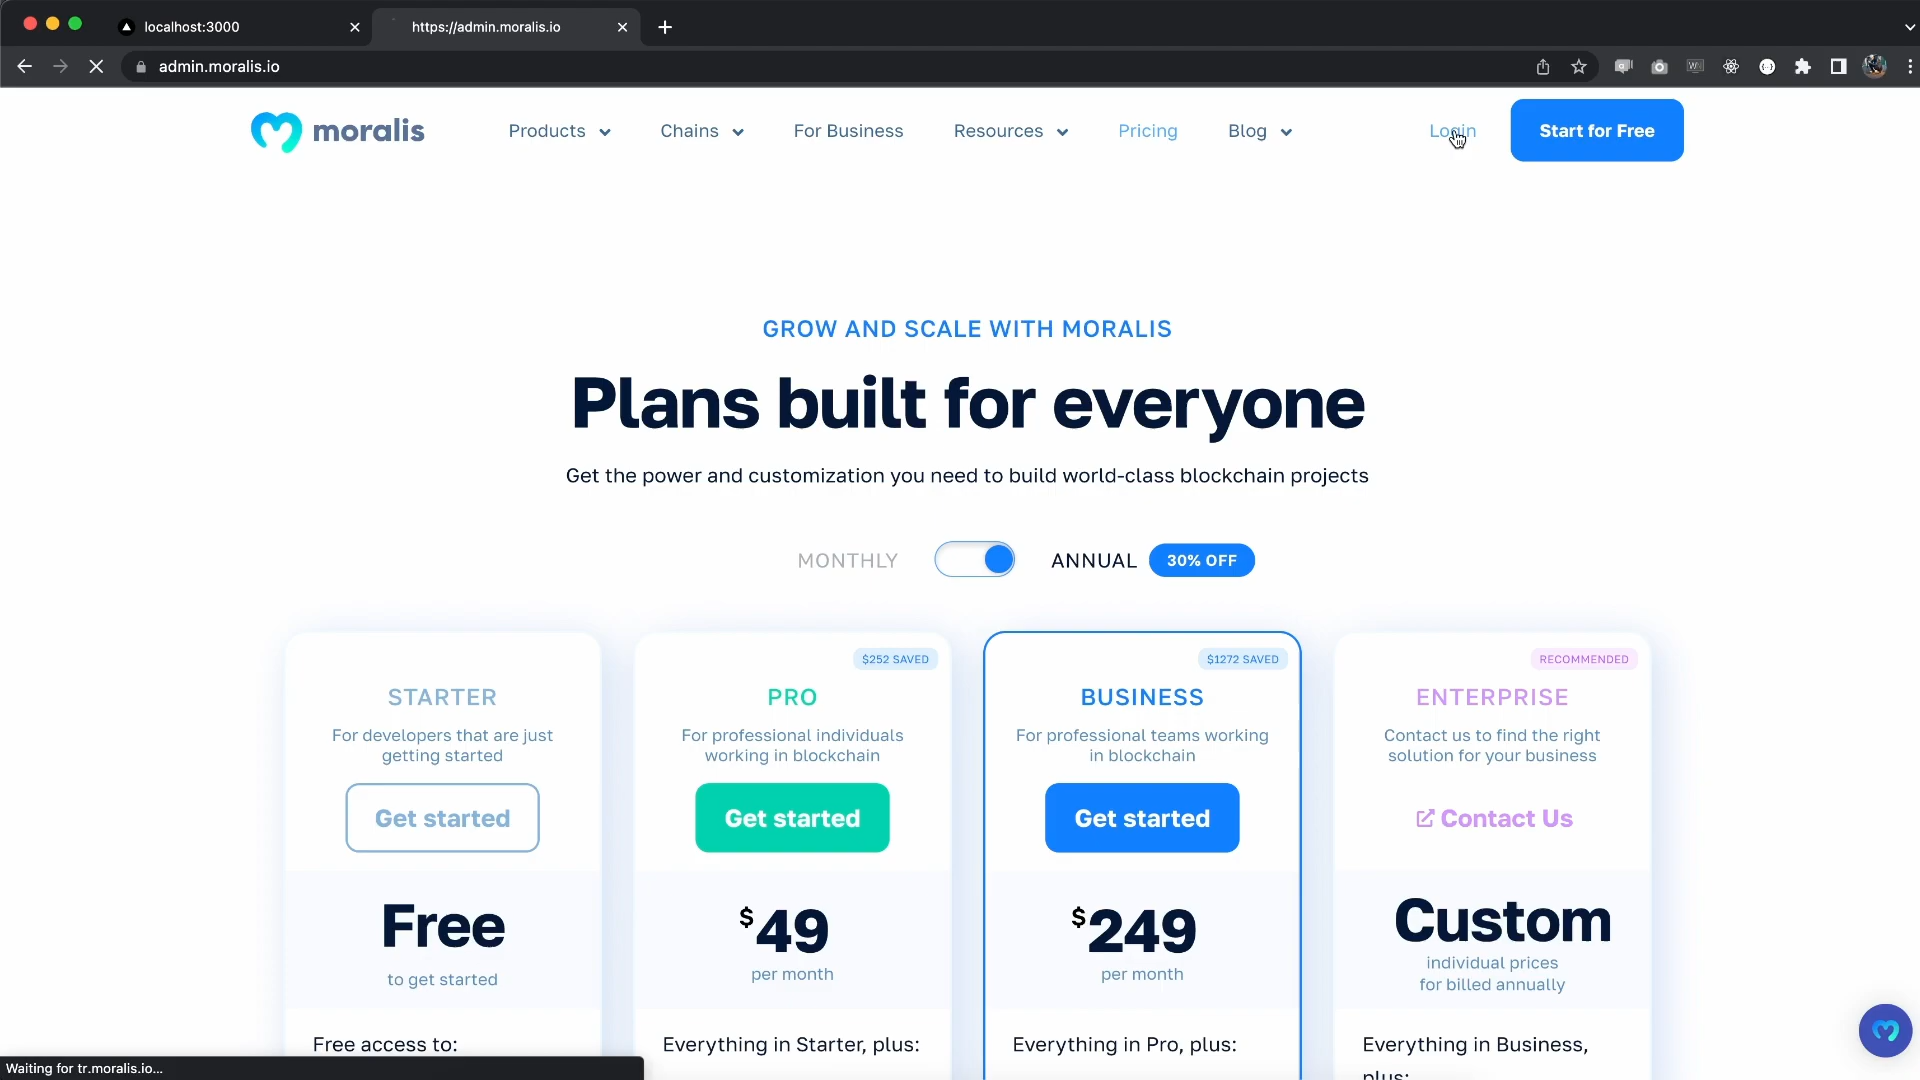 localhost:3000
https://admin.moralis.io
admin.moralis.io
moralis
Products
Chains
For Business
Resources
Pricing
Blog
Login
Start for Free
GROW AND SCALE WITH MORALIS
Plans built for everyone
Get the power and customization you need to build world-class blockchain projects
MONTHLY
ANNUAL
30% OFF
$252 SAVED
PRO
For professional individuals
working in blockchain
Get started
$49
per month
Everything in Starter, plus:
STARTER
For developers that are just
getting started
Get started
Free
to get started
Free access to:
$1272 SAVED
BUSINESS
For professional teams working
in blockchain
Get started
$249
per month
Everything in Pro, plus:
RECOMMENDED
ENTERPRISE
Contact us to find the right
solution for your business
Contact Us
Custom
individual prices
for billed annually
Everything in Business,
plus:
Waiting for tr.moralis.io...